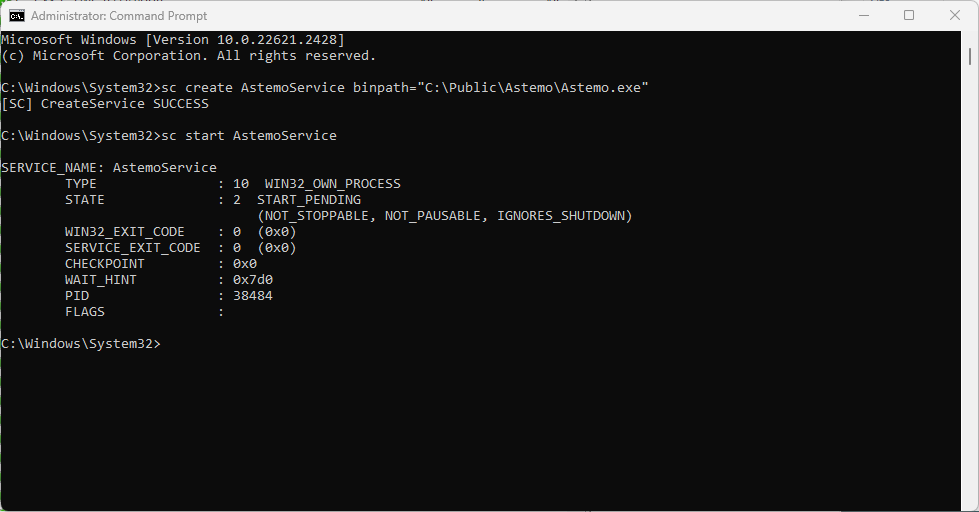 Administrator: Command Prompt
Microsoft Windows [Version 10.0.22621.2428]
(c) Microsoft Corporation. All rights reserved.
C:\Windows\System32>sc create AstemoService binpath="C:\Public\Astemo\Astemo.exe"
[SC] CreateService SUCCESS
C:\Windows\System32>sc start AstemoService
SERVICE_NAME: AstemoService
TYPE : 10 WIN32_OWN_PROCESS
STATE : 2 START_PENDING
(NOT_STOPPABLE, NOT_PAUSABLE, IGNORES_SHUTDOWN)
WIN32_EXIT_CODE : 0 (0x0)
SERVICE_EXIT_CODE : 0 (0x0)
CHECKPOINT : 0x0
WAIT_HINT : 0x7d0
PID : 38484
FLAGS :
C:\Windows\System32>